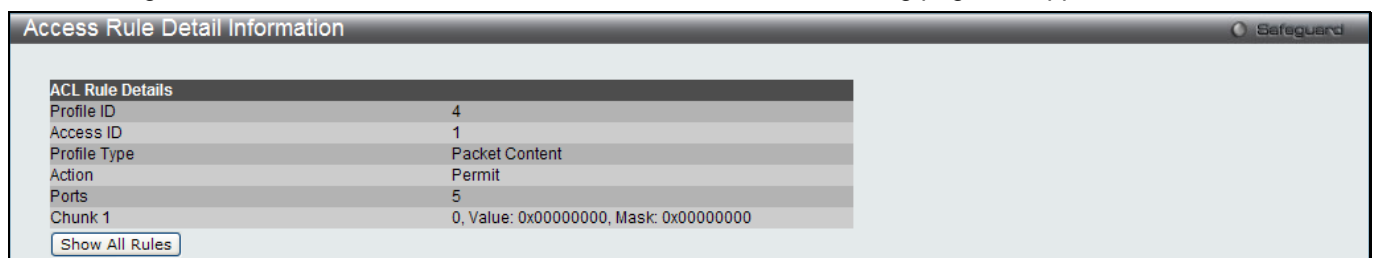 Access Rule Detail Information
Safeguard
ACL Rule Details
Profile ID 4
Access ID 1
Profile Type Packet Content
Action Permit
Ports 5
Chunk 1 0, Value: 0x00000000, Mask: 0x00000000
Show All Rules